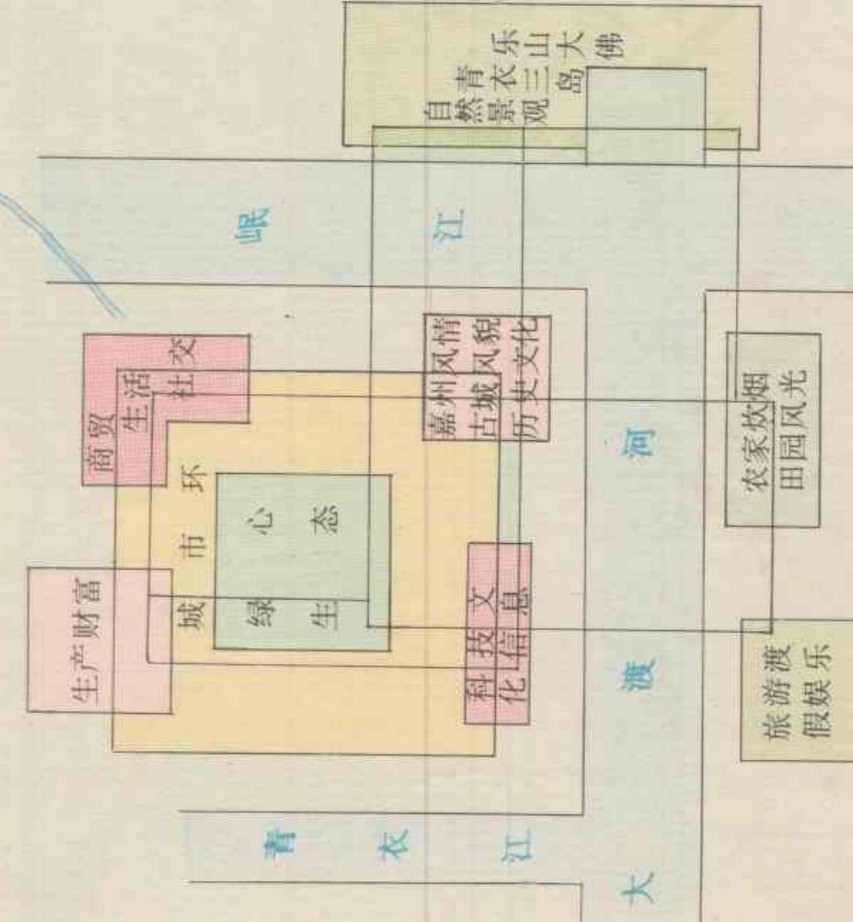 生产财富
商贸
生活
社交
城市环
绿心
生态
岷江
青衣江
乐山大佛
青衣三岛
自然景观
科技文
化信息
嘉州风情
古城风貌
历史文化
大渡河
旅游渡
假娱乐
农家炊烟
田园风光